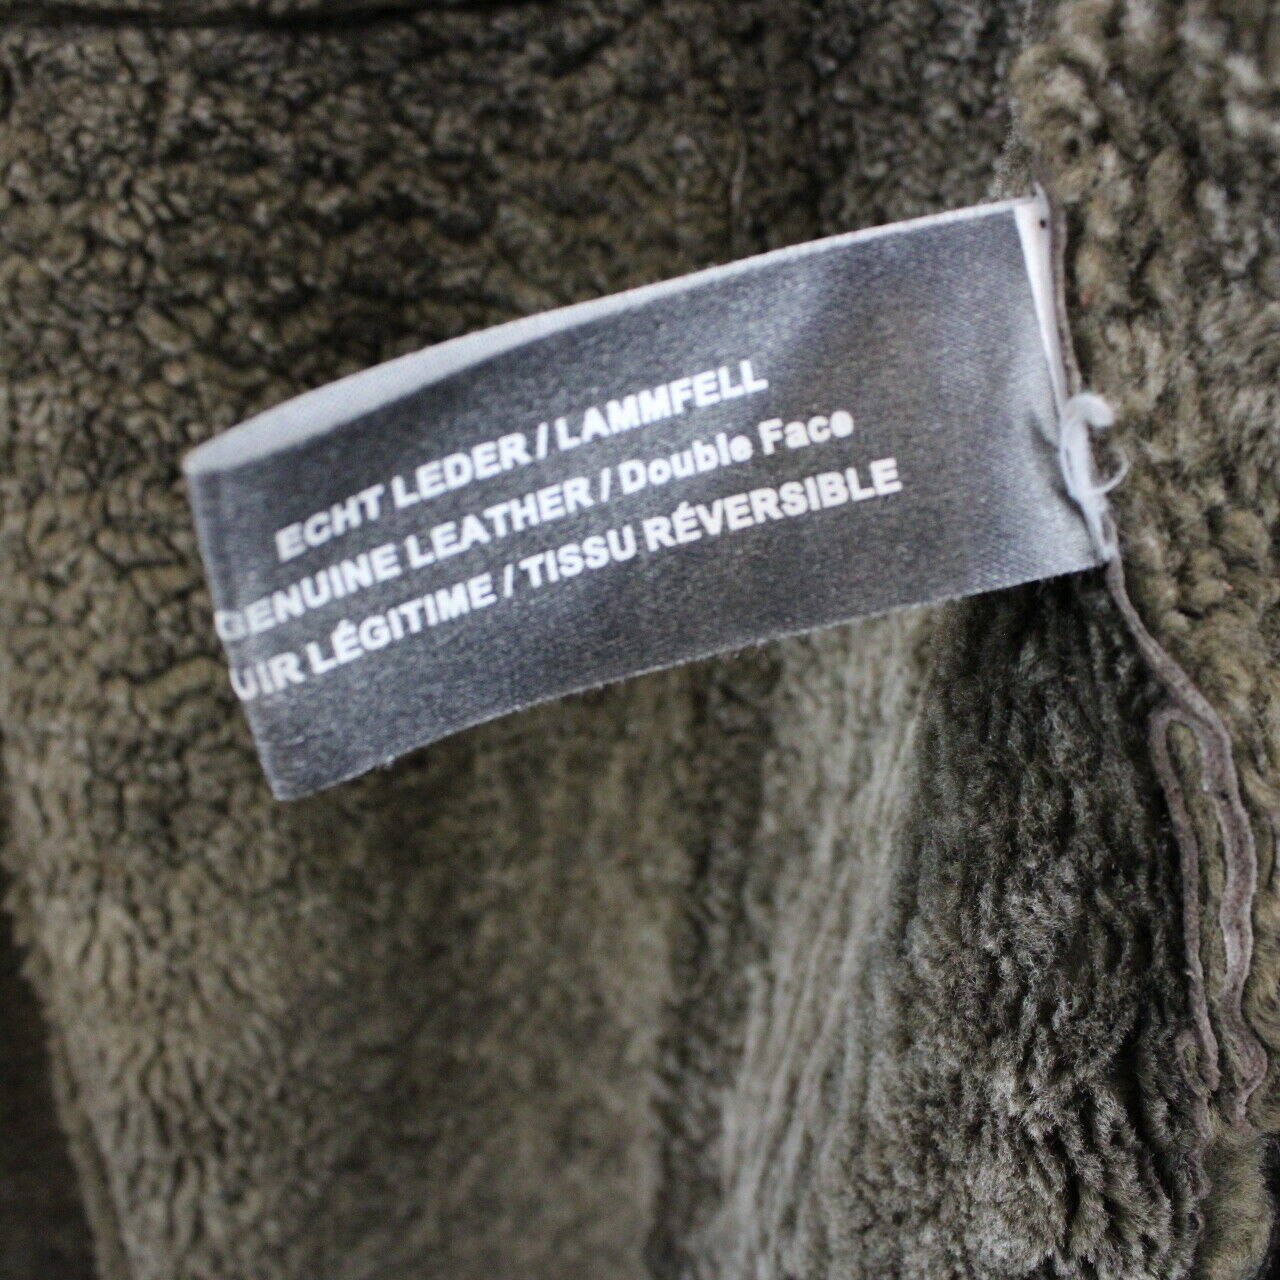 ECHT LEDER / LAMMFELL
GENUINE LEATHER / Double Face
UIR LÉGITIME / TISSU RÉVERSIBLE